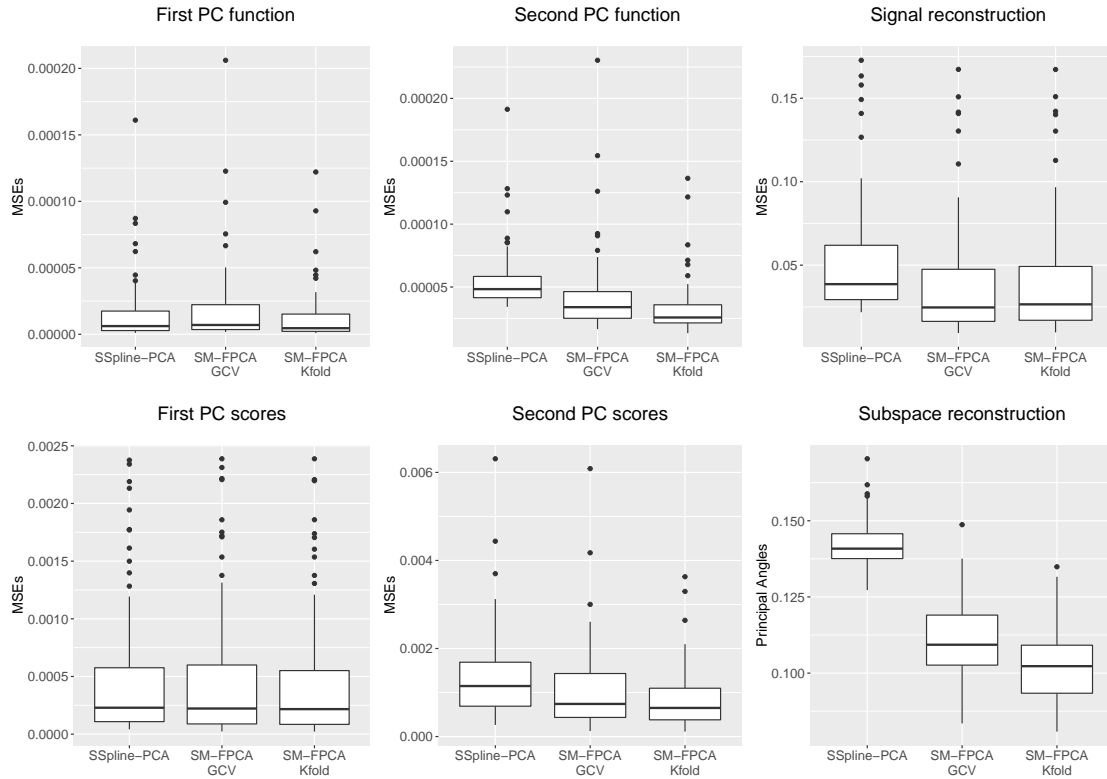 First PC function
MSEs
0.00020
0.00015
0.00010
0.00005
0.00000
SSpline−PCA
SM−FPCA
GCV
SM−FPCA
Kfold
Second PC function
MSEs
0.00020
0.00015
0.00010
0.00005
SSpline−PCA
SM−FPCA
GCV
SM−FPCA
Kfold
Signal reconstruction
MSEs
0.15
0.10
0.05
SSpline−PCA
SM−FPCA
GCV
SM−FPCA
Kfold
First PC scores
MSEs
0.0025
0.0020
0.0015
0.0010
0.0005
0.0000
SSpline−PCA
SM−FPCA
GCV
SM−FPCA
Kfold
Second PC scores
MSEs
0.006
0.004
0.002
0.000
SSpline−PCA
SM−FPCA
GCV
SM−FPCA
Kfold
Subspace reconstruction
Principal Angles
0.150
0.125
0.100
SSpline−PCA
SM−FPCA
GCV
SM−FPCA
Kfold